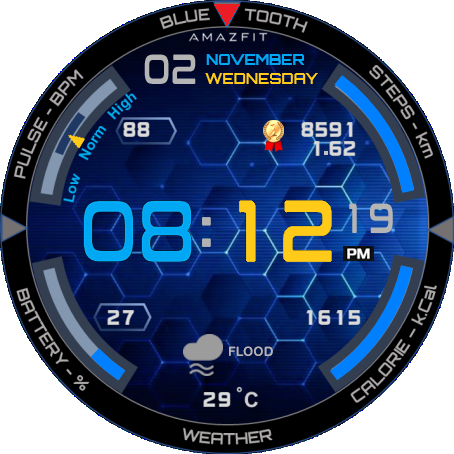 BLUE TOOTH
AMAZFIT
02 NOVEMBER
WEDNESDAY
PULSE - BPM
STEPS - km
Low Norm High
88
8591
1.62
08:12 19
PM
27
1615
BATTERY - %
CALORIE - k.Cal
FLOOD
29°C
WEATHER